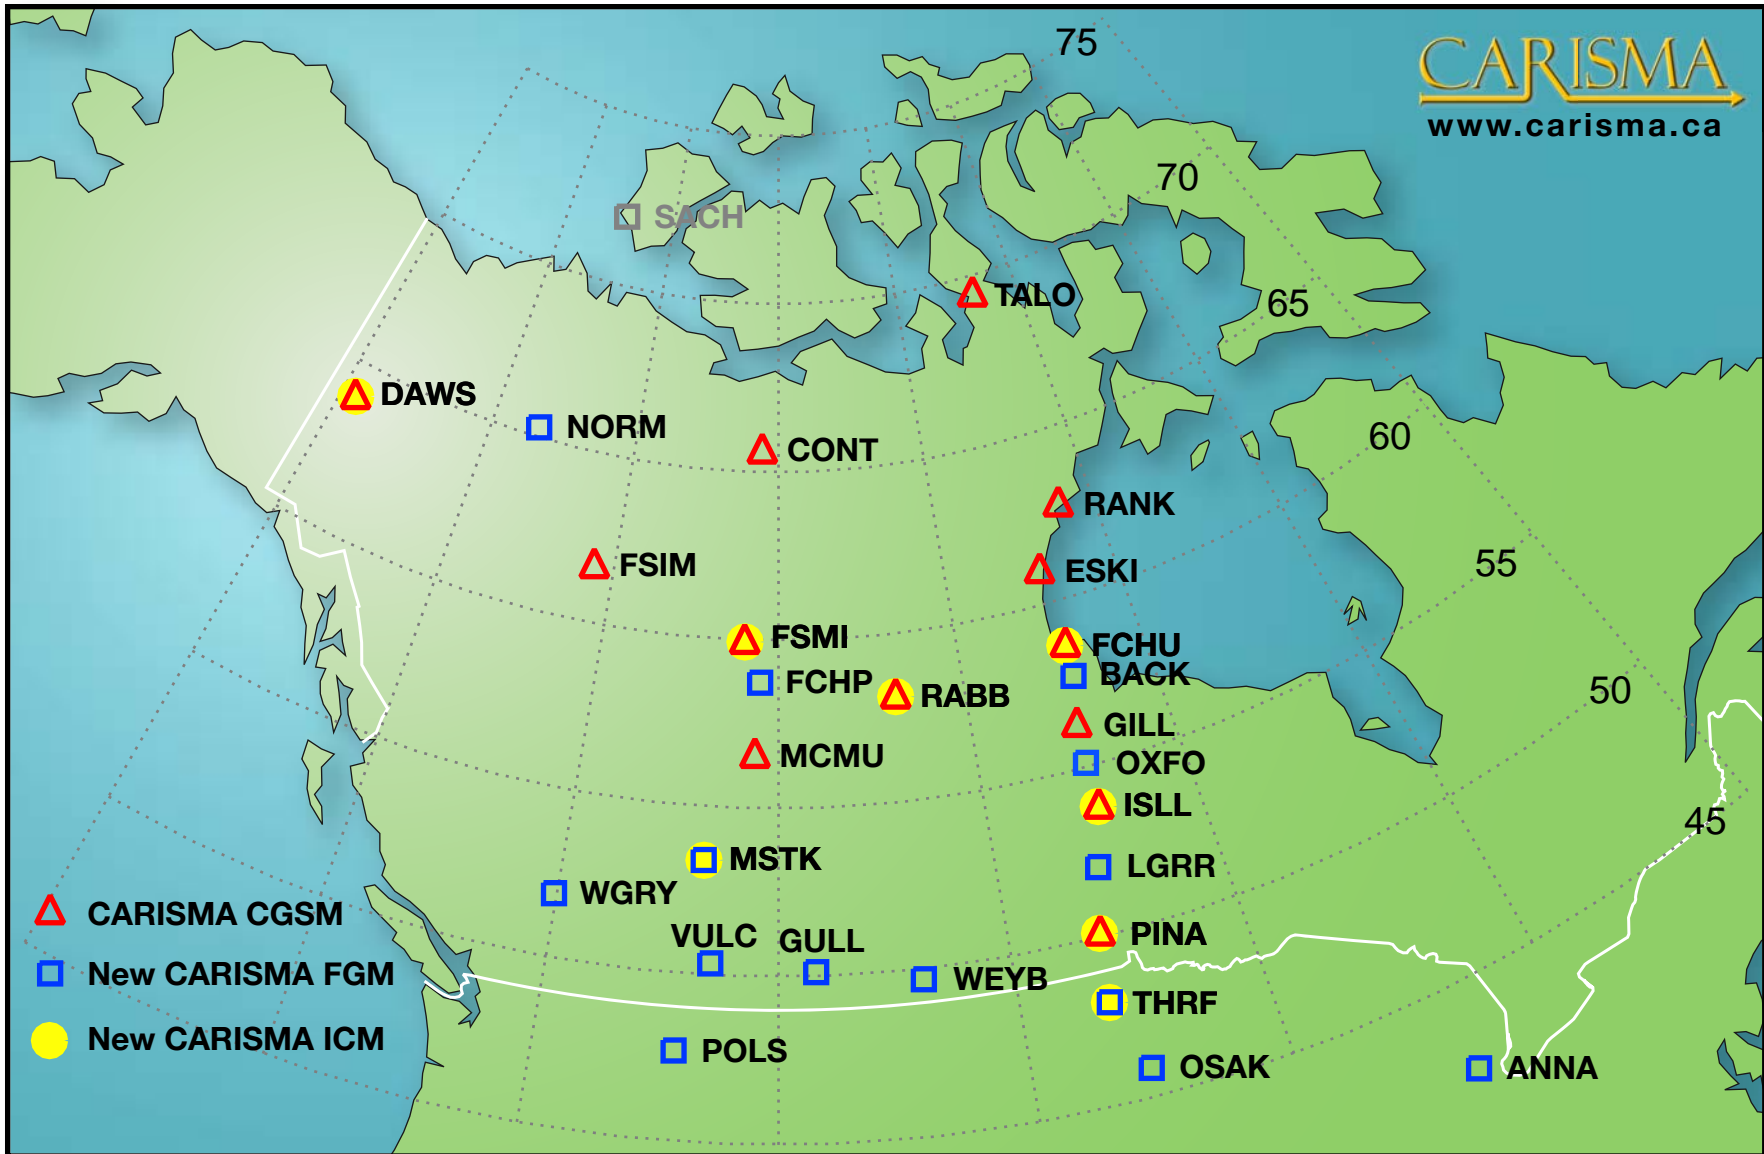 75
CARISMA
www.carisma.ca
70
SACH
TALO
65
DAWS
NORM
CONT
60
RANK
FSIM
ESKI
55
FSMI
FCHU
FCHP
BACK
RABB
50
GILL
MCMU
OXFO
ISLL
45
MSTK
LGRR
WGRY
CARISMA CGSM
VULC
GULL
PINA
New CARISMA FGM
WEYB
THRF
New CARISMA ICM
POLS
OSAK
ANNA